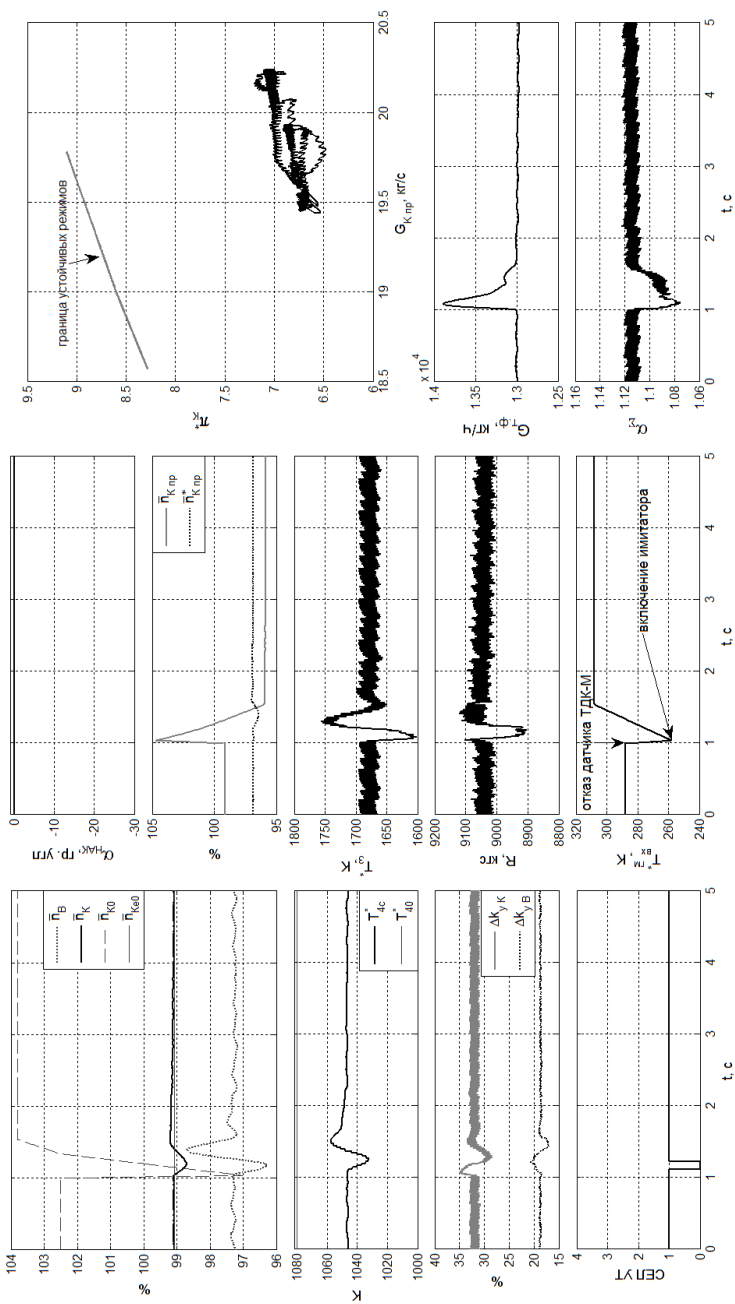 104
103
102
101
100
99
98
97
96
%
n̄В
n̄К
n̄К0
n̄Ке0
1080
1060
1040
1020
1000
К
T*4c
T*40
40
35
30
25
20
15
%
Δky К
Δky В
4
3
2
1
0
СЕЛ УТ
0 1 2 3 4 5
t, с
0
-10
-20
-30
αНАК, гр. угл
105
100
95
%
n̄К пр
n̄*К пр
1800
1750
1700
1650
1600
T*З, К
9200
9100
9000
8900
8800
R, кгс
320
300
280
260
240
T*гм вх, К
отказ датчика ТДК-М
включение имитатора
0 1 2 3 4 5
t, с
9.5
9
8.5
8
7.5
7
6.5
6
π*К
граница устойчивых режимов
18.5 19 19.5 20 20.5
GК пр, кг/с
x 10⁴
1.4
1.35
1.3
1.25
GТ.ф, кг/ч
1.16
1.14
1.12
1.1
1.08
1.06
αΣ
0 1 2 3 4 5
t, с